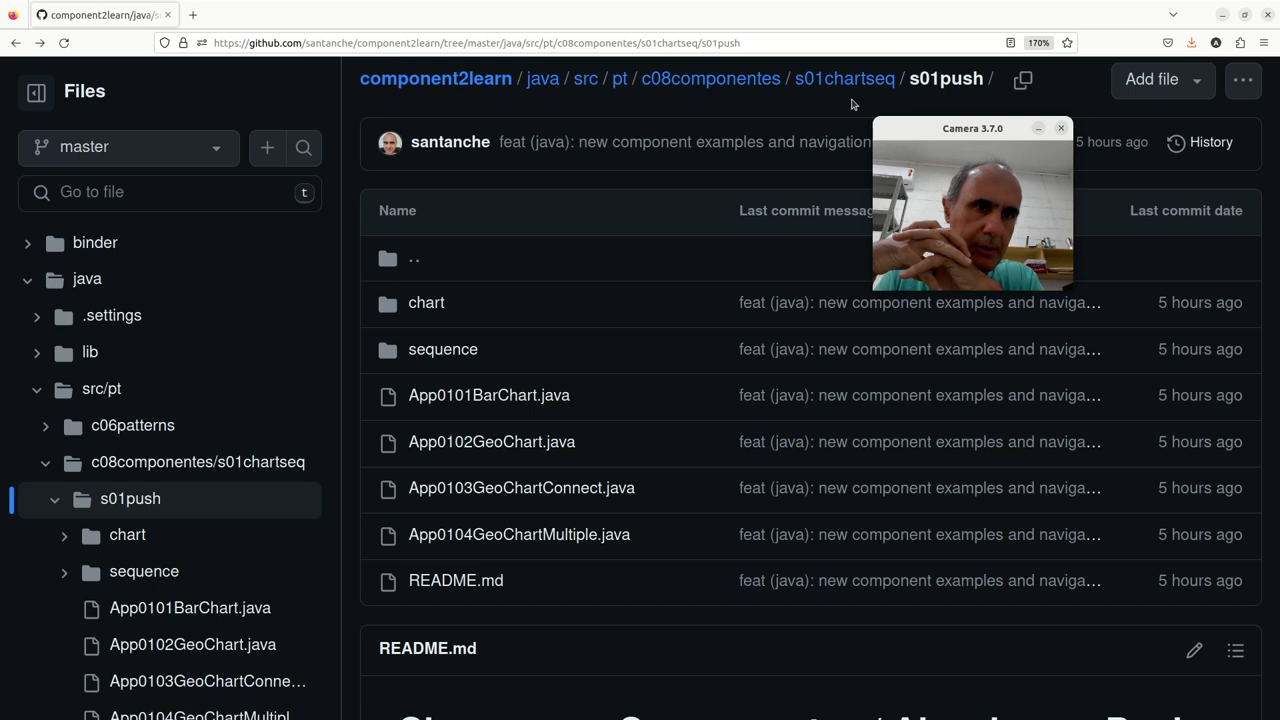 component2learn/java/s
https://github.com/santanche/component2learn/tree/master/java/src/pt/c08componentes/s01chartseq/s01push
170%
Files
component2learn / java / src / pt / c08componentes / s01chartseq / s01push /
Add file
master
santanche feat (java): new component examples and navigation
5 hours ago
History
Camera 3.7.0
Go to file
t
Name
Last commit messag
Last commit date
..
chart feat (java): new component examples and naviga... 5 hours ago
sequence feat (java): new component examples and naviga... 5 hours ago
App0101BarChart.java feat (java): new component examples and naviga... 5 hours ago
App0102GeoChart.java feat (java): new component examples and naviga... 5 hours ago
App0103GeoChartConnect.java feat (java): new component examples and naviga... 5 hours ago
App0104GeoChartMultiple.java feat (java): new component examples and naviga... 5 hours ago
README.md feat (java): new component examples and naviga... 5 hours ago
binder
java
.settings
lib
src/pt
c06patterns
c08componentes/s01chartseq
s01push
chart
sequence
App0101BarChart.java
App0102GeoChart.java
App0103GeoChartConne...
App0104GeoChartMultipl
README.md